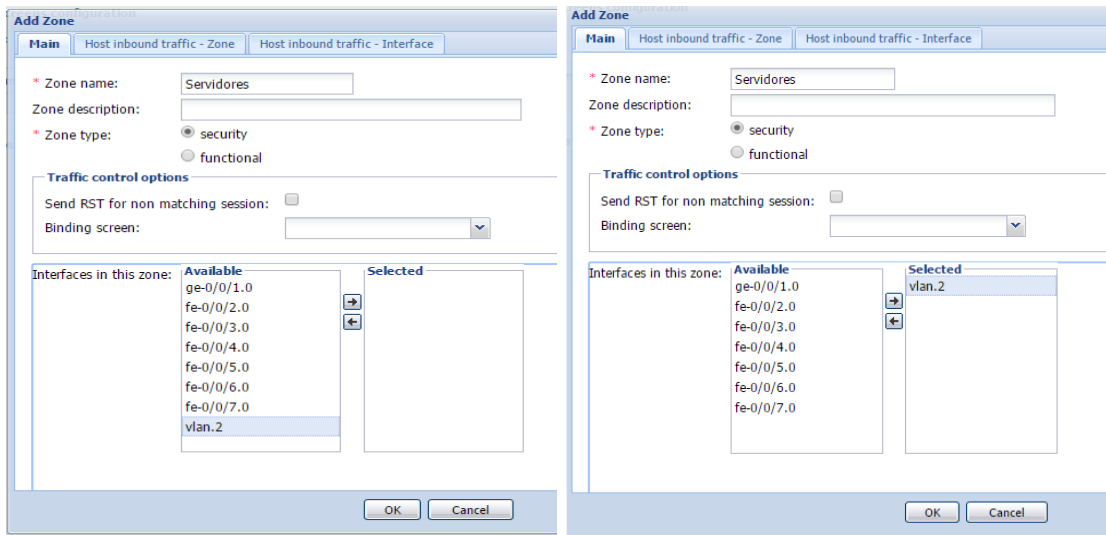 Add Zone
Main Host inbound traffic - Zone Host inbound traffic - Interface
* Zone name: Servidores
Zone description:
* Zone type: security
functional
Traffic control options
Send RST for non matching session:
Binding screen:
Interfaces in this zone: Available Selected
ge-0/0/1.0
fe-0/0/2.0
fe-0/0/3.0
fe-0/0/4.0
fe-0/0/5.0
fe-0/0/6.0
fe-0/0/7.0
vlan.2
OK Cancel
Add Zone
Main Host inbound traffic - Zone Host inbound traffic - Interface
* Zone name: Servidores
Zone description:
* Zone type: security
functional
Traffic control options
Send RST for non matching session:
Binding screen:
Interfaces in this zone: Available Selected
ge-0/0/1.0 vlan.2
fe-0/0/2.0
fe-0/0/3.0
fe-0/0/4.0
fe-0/0/5.0
fe-0/0/6.0
fe-0/0/7.0
OK Cancel